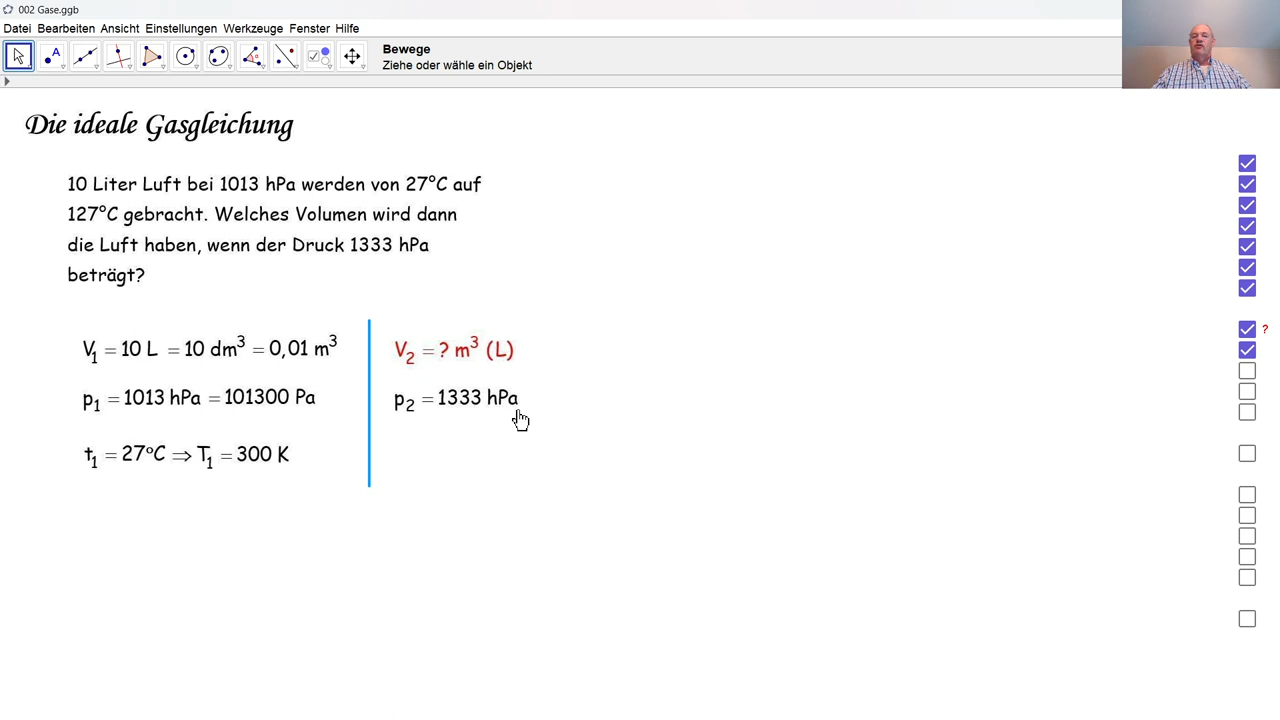 002 Gase.ggb
Datei Bearbeiten Ansicht Einstellungen Werkzeuge Fenster Hilfe
A
Bewege
Ziehe oder wähle ein Objekt
Die ideale Gasgleichung
10 Liter Luft bei 1013 hPa werden von 27°C auf
127°C gebracht. Welches Volumen wird dann
die Luft haben, wenn der Druck 1333 hPa
beträgt?
V₁ = 10 L = 10 dm³ = 0,01 m³
V₂ = ? m³ (L)
p₁ = 1013 hPa = 101300 Pa
p₂ = 1333 hPa
t₁ = 27°C ⇒ T₁ = 300 K
?